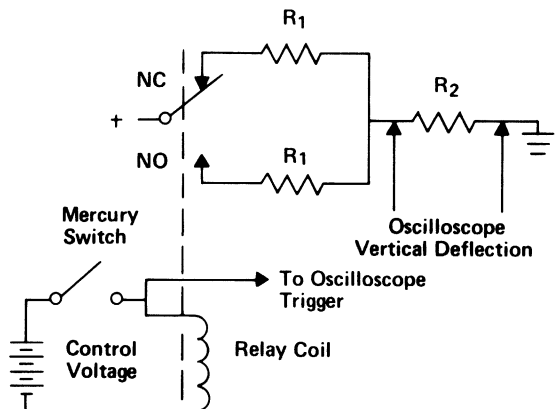 R1
NC
R2
+
NO
R1
Mercury
Switch
Oscilloscope
Vertical Deflection
To Oscilloscope
Trigger
Control
Voltage
Relay Coil